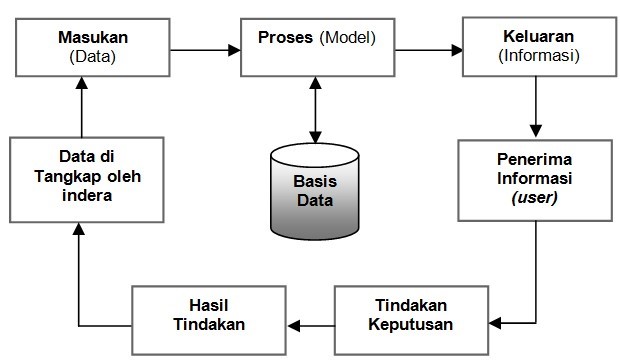 Masukan
(Data)
Proses (Model)
Keluaran
(Informasi)
Data di
Tangkap oleh
indera
Basis
Data
Penerima
Informasi
(user)
Hasil
Tindakan
Tindakan
Keputusan